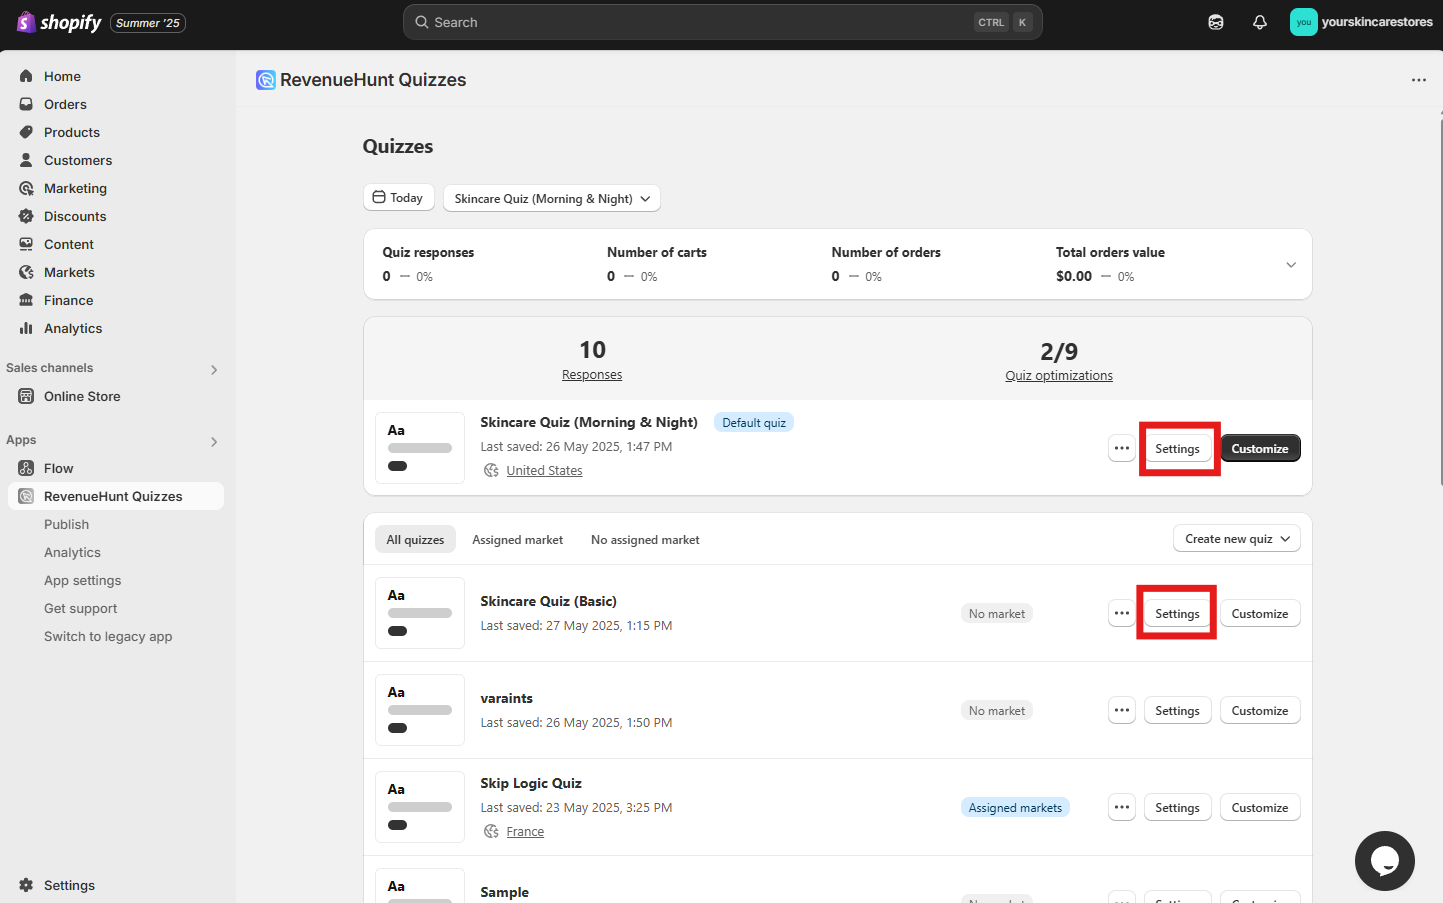 shopify Summer '25
Search CTRL K
you yourskincarestores
Home
Orders
Products
Customers
Marketing
Discounts
Content
Markets
Finance
Analytics
Sales channels
Online Store
Apps
Flow
RevenueHunt Quizzes
Publish
Analytics
App settings
Get support
Switch to legacy app
Settings
RevenueHunt Quizzes
Quizzes
Today Skincare Quiz (Morning & Night)
Quiz responses Number of carts Number of orders Total orders value
0 — 0% 0 — 0% 0 — 0% $0.00 — 0%
10 2/9
Responses Quiz optimizations
Aa
Skincare Quiz (Morning & Night) Default quiz
Last saved: 26 May 2025, 1:47 PM
United States
Settings Customize
All quizzes Assigned market No assigned market Create new quiz
Aa
Skincare Quiz (Basic)
Last saved: 27 May 2025, 1:15 PM
No market Settings Customize
Aa
varaints
Last saved: 26 May 2025, 1:50 PM
No market Settings Customize
Aa
Skip Logic Quiz
Last saved: 23 May 2025, 3:25 PM
France
Assigned markets Settings Customize
Aa
Sample